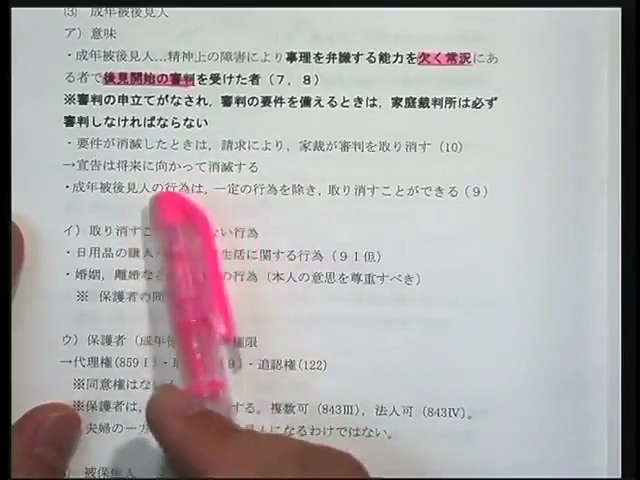 (3) 成年被後見人
ア）意味
・成年被後見人…精神上の障害により事理を弁識する能力を欠く常況にあ
る者で後見開始の審判を受けた者（7，8）
※審判の申立てがなされ，審判の要件を備えるときは，家庭裁判所は必ず
審判しなければならない
・要件が消滅したときは，請求により，家裁が審判を取り消す（10）
→宣告は将来に向かって消滅する
・成年被後見人の行為は，一定の行為を除き，取り消すことができる（9）
イ）取り消すこ ない行為
・日用品の購入 生活に関する行為（9Ⅰ但）
・婚姻，離婚な の行為（本人の意思を尊重すべき）
※ 保護者の同
ウ）保護者（成年 権限
→代理権(859Ⅰ)・ 9)・追認権(122)
※同意権はない
※保護者は， する。複数可（843Ⅲ），法人可（843Ⅳ）。
夫婦の一方 になるわけではない。
被保佐人